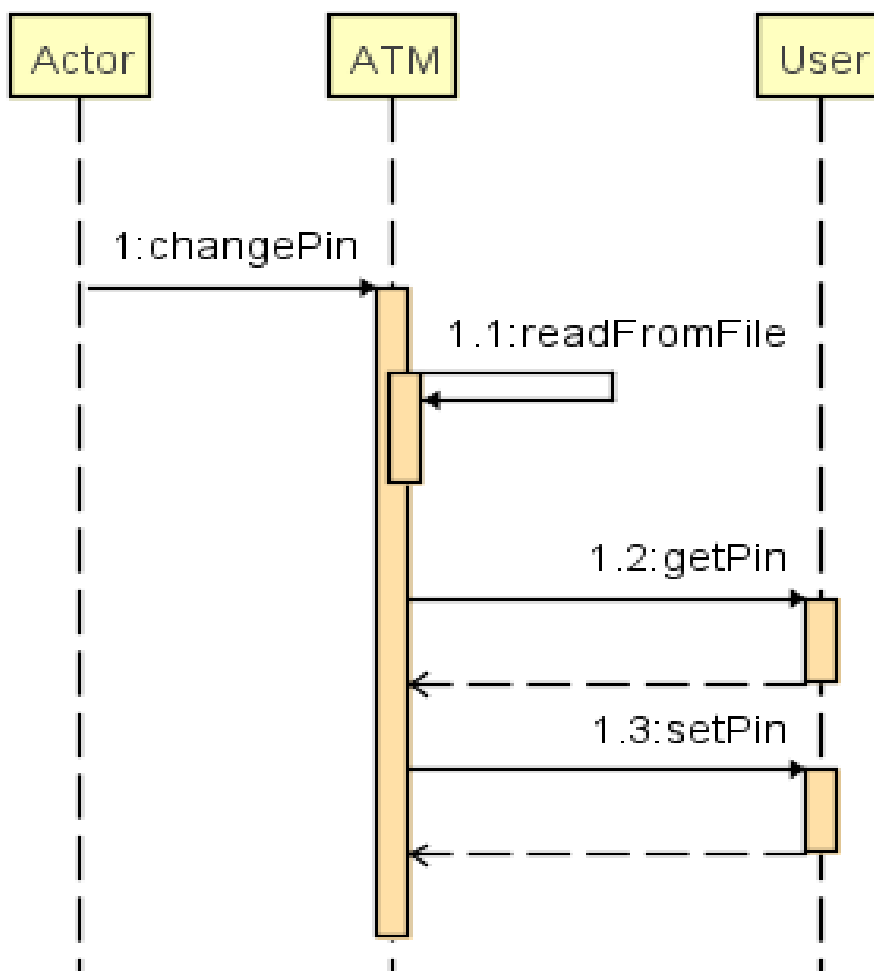 Actor
ATM
User
1:changePin
1.1:readFromFile
1.2:getPin
1.3:setPin